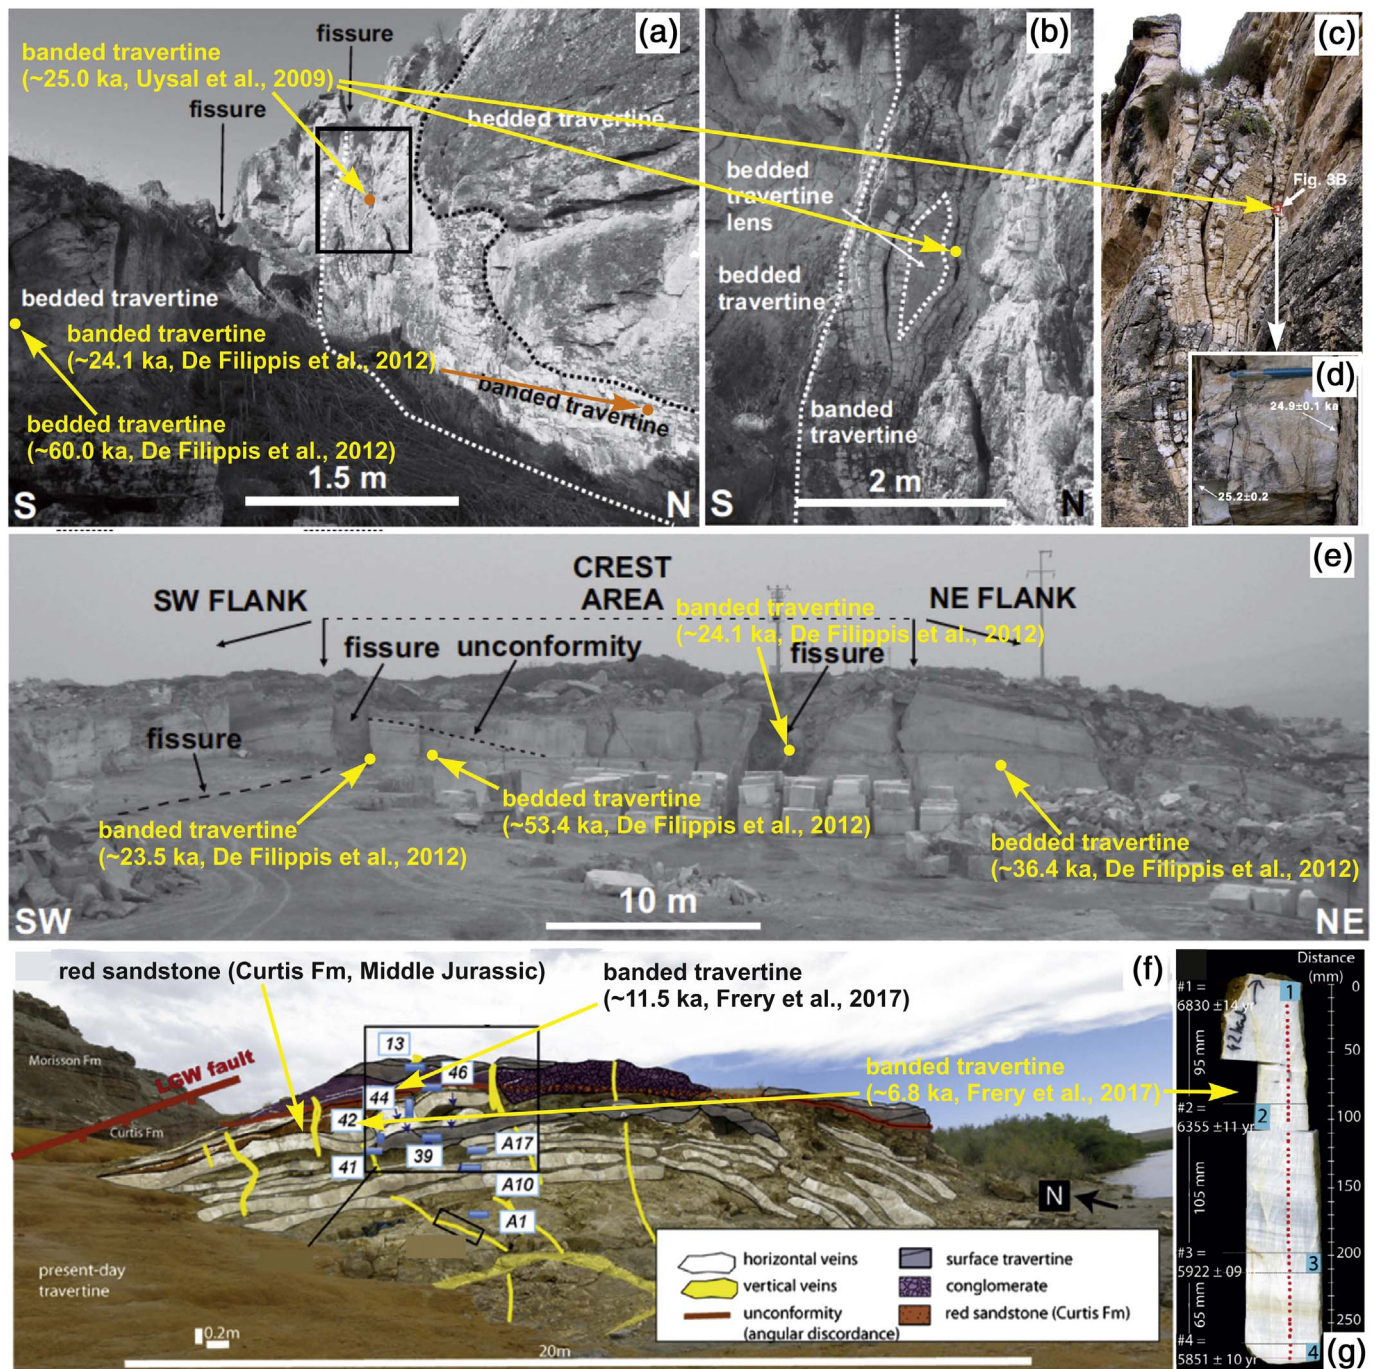 (a)
fissure
banded travertine
(~25.0 ka, Uysal et al., 2009)
fissure
bedded travertine
bedded travertine
banded travertine
(~24.1 ka, De Filippis et al., 2012)
banded travertine
bedded travertine
(~60.0 ka, De Filippis et al., 2012)
1.5 m
S
N
(b)
bedded
travertine
lens
bedded
travertine
banded
travertine
2 m
S
N
(c)
Fig. 3B
(d)
24.9±0.1 ka
25.2±0.2
(e)
CREST
AREA
SW FLANK
NE FLANK
banded travertine
(~24.1 ka, De Filippis et al., 2012)
fissure
unconformity
fissure
fissure
bedded travertine
(~53.4 ka, De Filippis et al., 2012)
banded travertine
(~23.5 ka, De Filippis et al., 2012)
bedded travertine
(~36.4 ka, De Filippis et al., 2012)
10 m
SW
NE
(f)
red sandstone (Curtis Fm, Middle Jurassic)
banded travertine
(~11.5 ka, Frery et al., 2017)
Morisson Fm
LGW fault
Curtis Fm
13
46
44
42
41
39
A17
A10
A1
banded travertine
(~6.8 ka, Frery et al., 2017)
N
present-day
travertine
0.2m
20m
horizontal veins
vertical veins
unconformity
(angular discordance)
surface travertine
conglomerate
red sandstone (Curtis Fm)
Distance
(mm)
#1 =
6830 ±14 yr
1
0
50
95 mm
#2 =
6355 ±11 yr
2
100
105 mm
150
#3 =
5922 ± 09 yr
3
200
65 mm
250
#4 =
5851 ± 10 yr
4
(g)